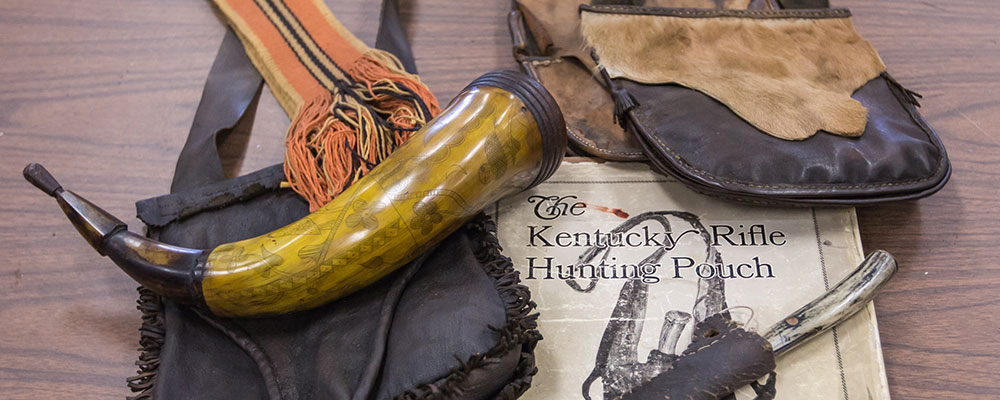 The
Kentucky Rifle
Hunting Pouch